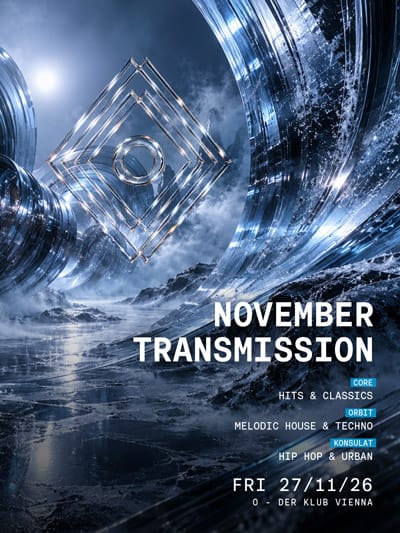 NOVEMBER
TRANSMISSION
CORE
HITS & CLASSICS
ORBIT
MELODIC HOUSE & TECHNO
KONSULAT
HIP HOP & URBAN
FRI 27/11/26
O - DER KLUB VIENNA